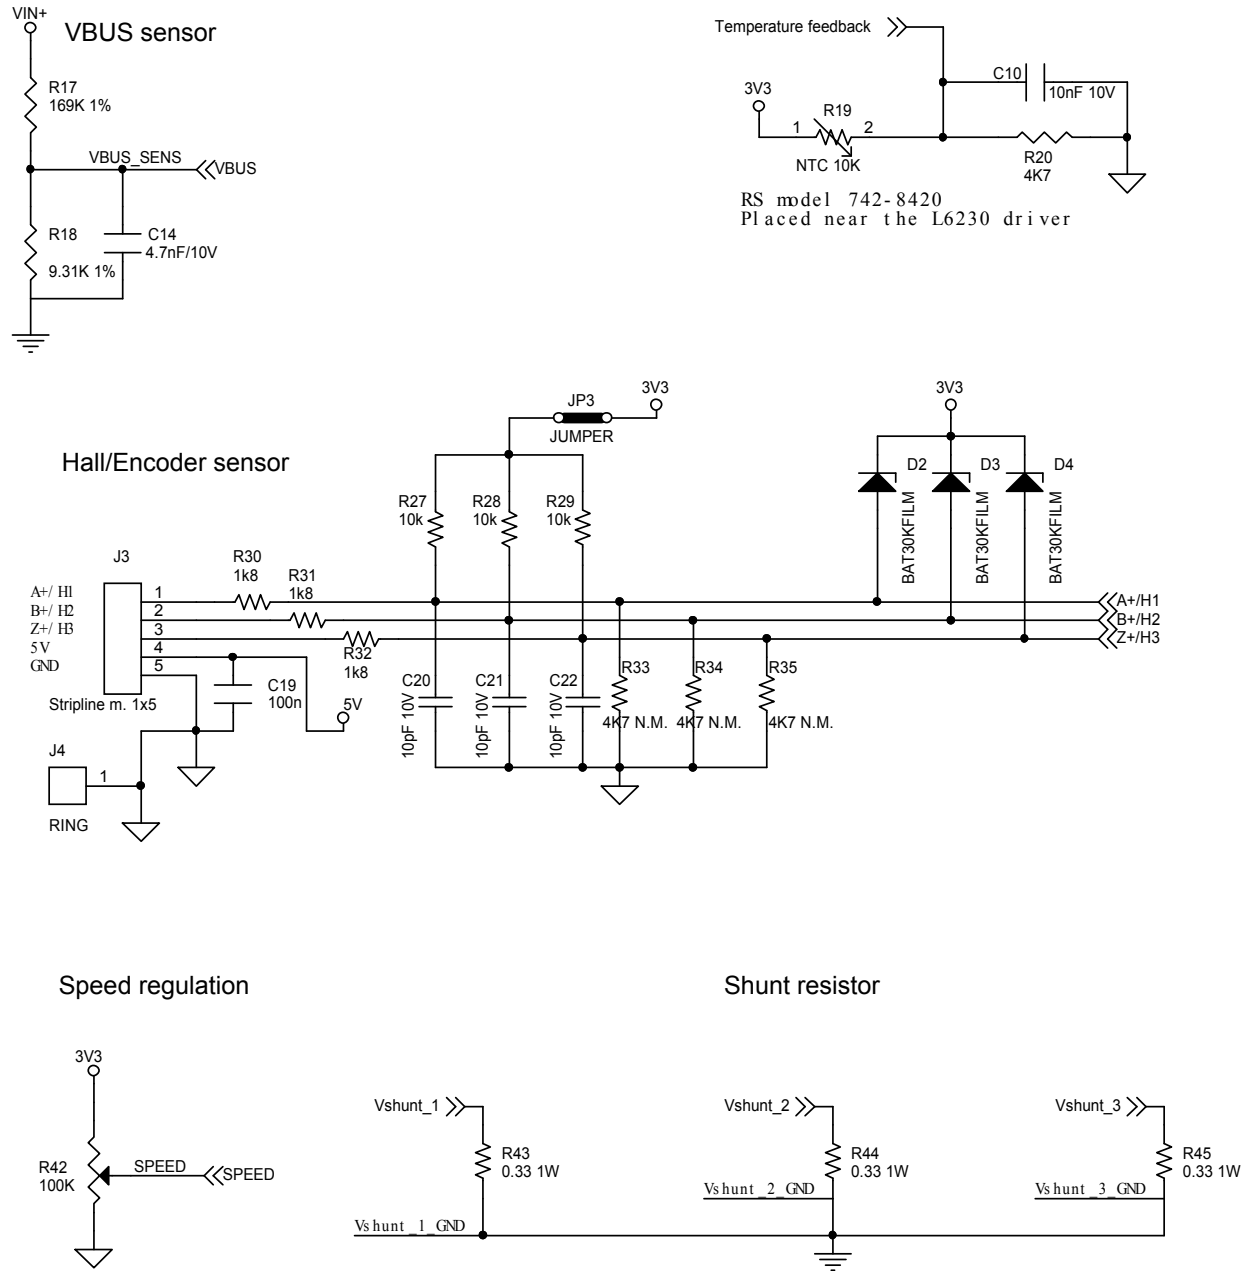 VIN+
VBUS sensor
R17
169K 1%
VBUS_SENS
VBUS
R18
9.31K 1%
C14
4.7nF/10V
Temperature feedback
C10
10nF 10V
3V3
R19
1
2
NTC 10K
R20
4K7
RS model 742-8420
Placed near the L6230 driver
Hall/Encoder sensor
JP3
JUMPER
3V3
3V3
R27
10k
R28
10k
R29
10k
D2
D3
D4
BAT30KFILM
BAT30KFILM
BAT30KFILM
J3
R30
1k8
R31
1k8
R32
1k8
A+/H1
B+/H2
Z+/H3
5V
GND
1
2
3
4
5
A+/H1
B+/H2
Z+/H3
Stripline m. 1x5
C19
100n
5V
C20
10pF 10V
C21
10pF 10V
C22
10pF 10V
R33
4K7 N.M.
R34
4K7 N.M.
R35
4K7 N.M.
J4
1
RING
Speed regulation
3V3
R42
100K
SPEED
SPEED
Shunt resistor
Vshunt_1
R43
0.33 1W
Vshunt_1_GND
Vshunt_2
R44
0.33 1W
Vshunt_2_GND
Vshunt_3
R45
0.33 1W
Vshunt_3_GND